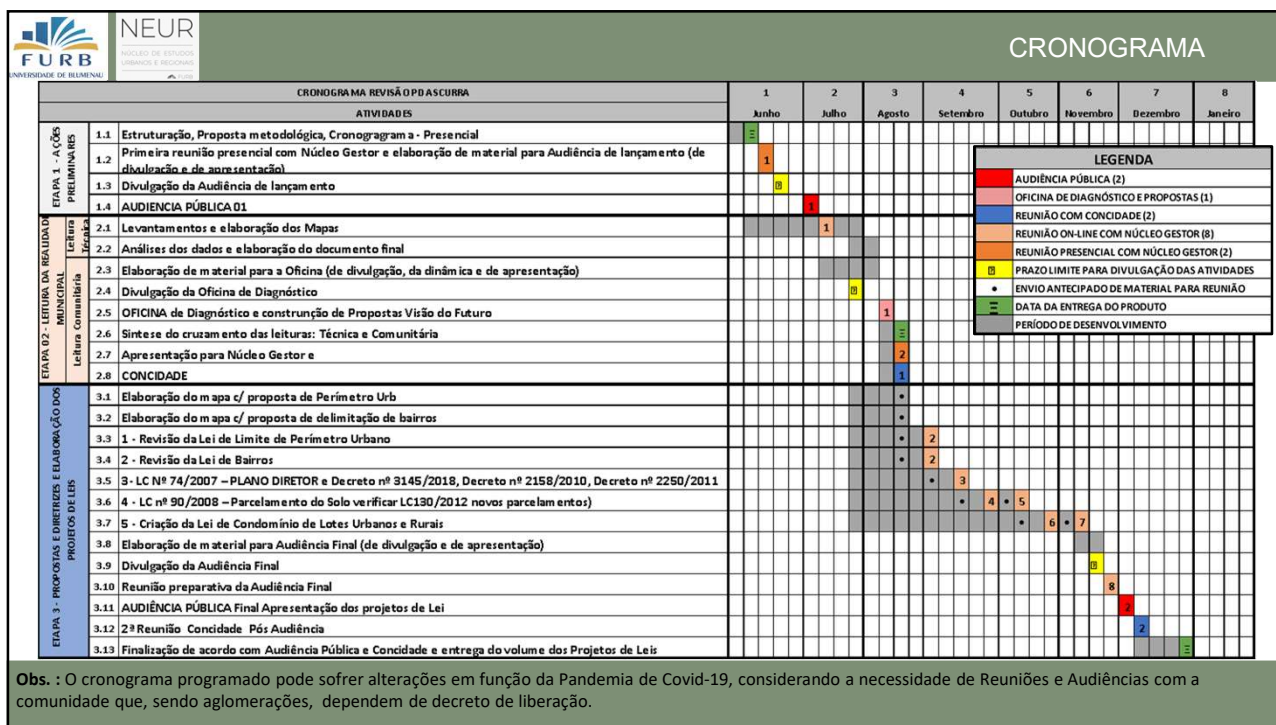 FURB
UNIVERSIDADE DE BLUMENAU
NEUR
NÚCLEO DE ESTUDOS
URBANOS E REGIONAIS
FURB
CRONOGRAMA
CRONOGRAMA REVISÃO PD ASCURRA 1 2 3 4 5 6 7 8
ATIVIDADES Junho Julho Agosto Setembro Outubro Novembro Dezembro Janeiro
ETAPA 1 - AÇÕES
PRELIMINARES
1.1 Estruturação, Proposta metodológica, Cronogragrama - Presencial Ξ
1.2 Primeira reunião presencial com Núcleo Gestor e elaboração de material para Audiência de lançamento (de
divulgação e de apresentação) 1
1.3 Divulgação da Audiência de lançamento
1.4 AUDIENCIA PÚBLICA 01 1
ETAPA 02 - LEITURA DA REALIDADE
MUNICIPAL
Leitura
Técnica
2.1 Levantamentos e elaboração dos Mapas 1
2.2 Análises dos dados e elaboração do documento final
Leitura Comunitária
2.3 Elaboração de material para a Oficina (de divulgação, da dinâmica e de apresentação)
2.4 Divulgação da Oficina de Diagnóstico
2.5 OFICINA de Diagnóstico e construnção de Propostas Visão do Futuro 1
2.6 Sintese do cruzamento das leituras: Técnica e Comunitária Ξ
2.7 Apresentação para Núcleo Gestor e 2
2.8 CONCIDADE 1
ETAPA 3 - PROPOSTAS E DIRETRIZES E ELABORAÇÃO DOS
PROJETOS DE LEIS
3.1 Elaboração do mapa c/ proposta de Perímetro Urb •
3.2 Elaboração do mapa c/ proposta de delimitação de bairros •
3.3 1 - Revisão da Lei de Limite de Perímetro Urbano • 2
3.4 2 - Revisão da Lei de Bairros • 2
3.5 3- LC Nº 74/2007 – PLANO DIRETOR e Decreto nº 3145/2018, Decreto nº 2158/2010, Decreto nº 2250/2011 • 3
3.6 4 - LC nº 90/2008 – Parcelamento do Solo verificar LC130/2012 novos parcelamentos) • 4 • 5
3.7 5 - Criação da Lei de Condomínio de Lotes Urbanos e Rurais • 6 • 7
3.8 Elaboração de material para Audiência Final (de divulgação e de apresentação)
3.9 Divulgação da Audiência Final
3.10 Reunião preparativa da Audiência Final 8
3.11 AUDIÊNCIA PÚBLICA Final Apresentação dos projetos de Lei 2
3.12 2ª Reunião Concidade Pós Audiência 2
3.13 Finalização de acordo com Audiência Pública e Concidade e entrega do volume dos Projetos de Leis Ξ
LEGENDA
AUDIÊNCIA PÚBLICA (2)
OFICINA DE DIAGNÓSTICO E PROPOSTAS (1)
REUNIÃO COM CONCIDADE (2)
REUNIÃO ON-LINE COM NÚCLEO GESTOR (8)
REUNIÃO PRESENCIAL COM NÚCLEO GESTOR (2)
PRAZO LIMITE PARA DIVULGAÇÃO DAS ATIVIDADES
• ENVIO ANTECIPADO DE MATERIAL PARA REUNIÃO
Ξ DATA DA ENTREGA DO PRODUTO
PERÍODO DE DESENVOLVIMENTO
Obs. : O cronograma programado pode sofrer alterações em função da Pandemia de Covid-19, considerando a necessidade de Reuniões e Audiências com a
comunidade que, sendo aglomerações, dependem de decreto de liberação.